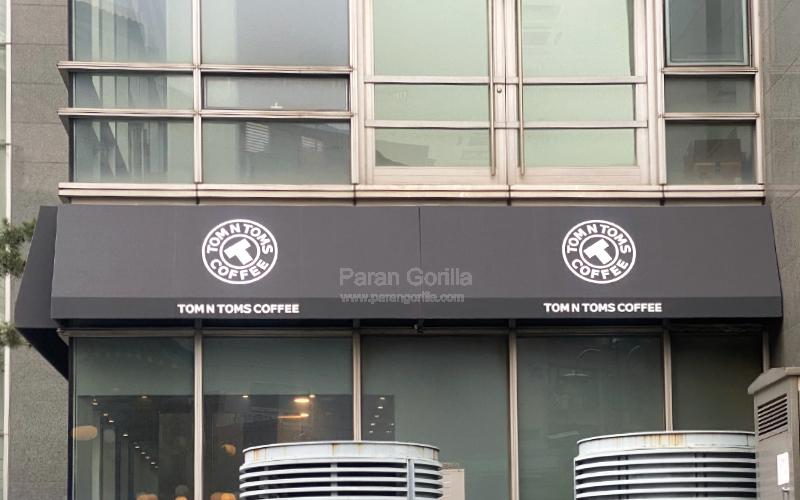 TOM N TOMS
COFFEE
T
TOM N TOMS COFFEE
TOM N TOMS
COFFEE
T
TOM N TOMS COFFEE
Paran Gorilla
www.parangorilla.com